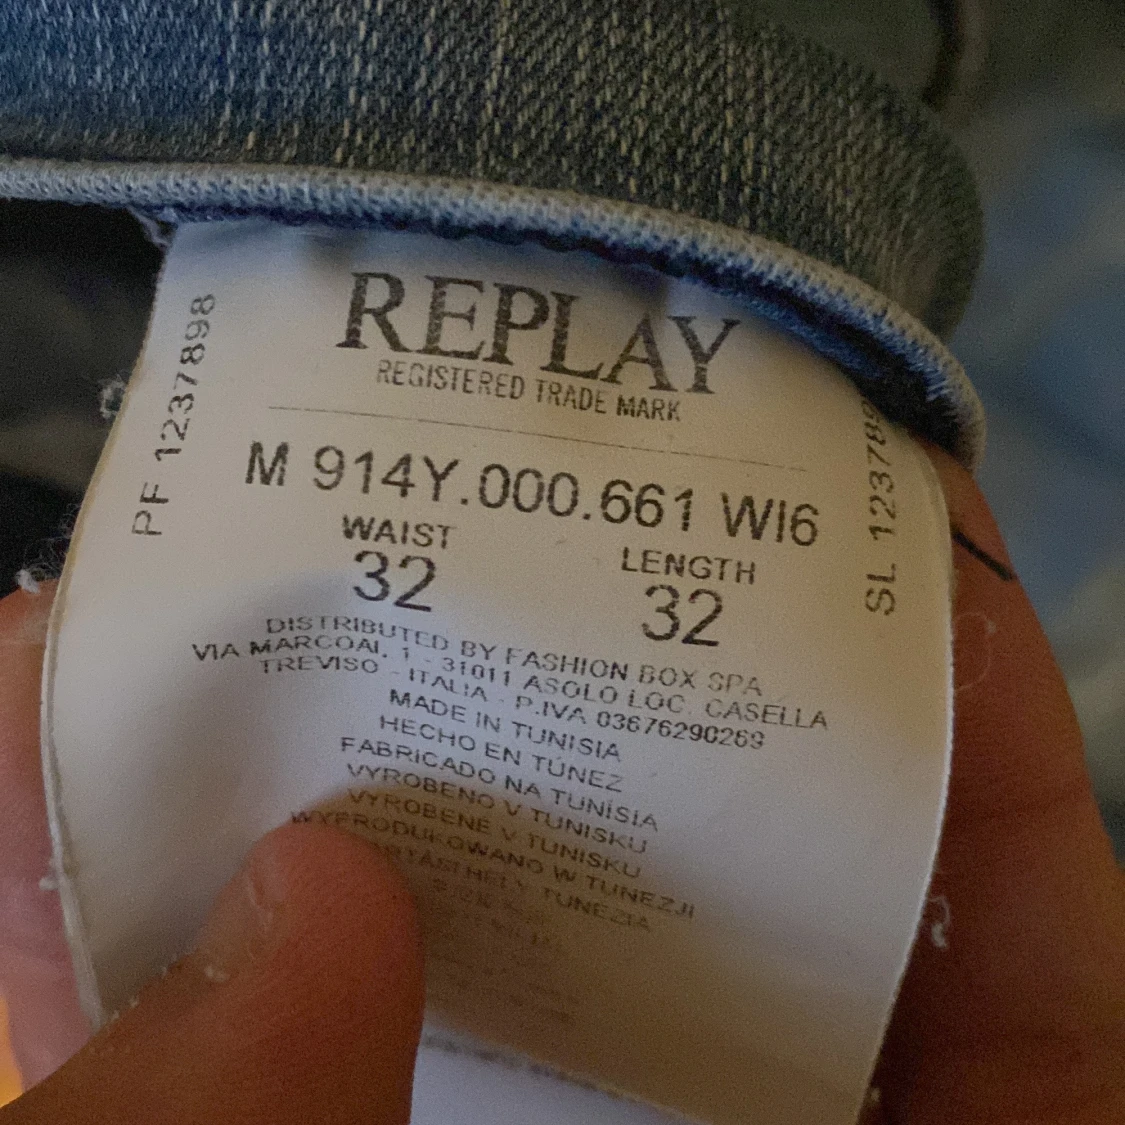 REPLAY
REGISTERED TRADE MARK
PF 1237898
M 914Y.000.661 WI6
SL 123789
WAIST
32
LENGTH
32
DISTRIBUTED BY FASHION BOX SPA
VIA MARCOAI, 1 - 31011 ASOLO LOC. CASELLA
TREVISO - ITALIA - P.IVA 03676290269
MADE IN TUNISIA
HECHO EN TÚNEZ
FABRICADO NA TUNÍSIA
VYROBENO V TUNISKU
VYROBENÉ V TUNISKU
WYPRODUKOWANO W TUNEZJI
TUNÉZIA